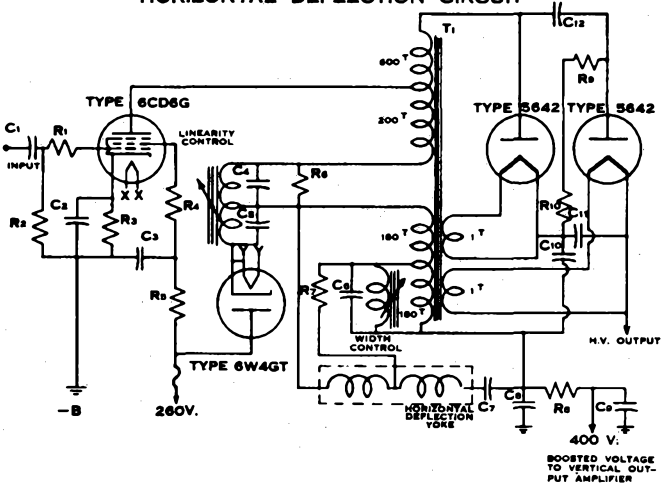 HORIZONTAL DEFLECTION CIRCUIT
T1
C12
600 T
R9
TYPE 6CD6G
TYPE 5642
TYPE 5642
200 T
C1
R1
LINEARITY
CONTROL
INPUT
C4
R6
X X
R10
C11
C2
R3
R4
C5
R2
C3
180 T
1 T
C10
R7
C6
R5
180 T
1 T
WIDTH
CONTROL
H.V. OUTPUT
TYPE 6W4GT
HORIZONTAL
DEFLECTION
YOKE
C7
C8
R8
C9
-B
260V.
400 V.
BOOSTED VOLTAGE
TO VERTICAL OUT-
PUT AMPLIFIER